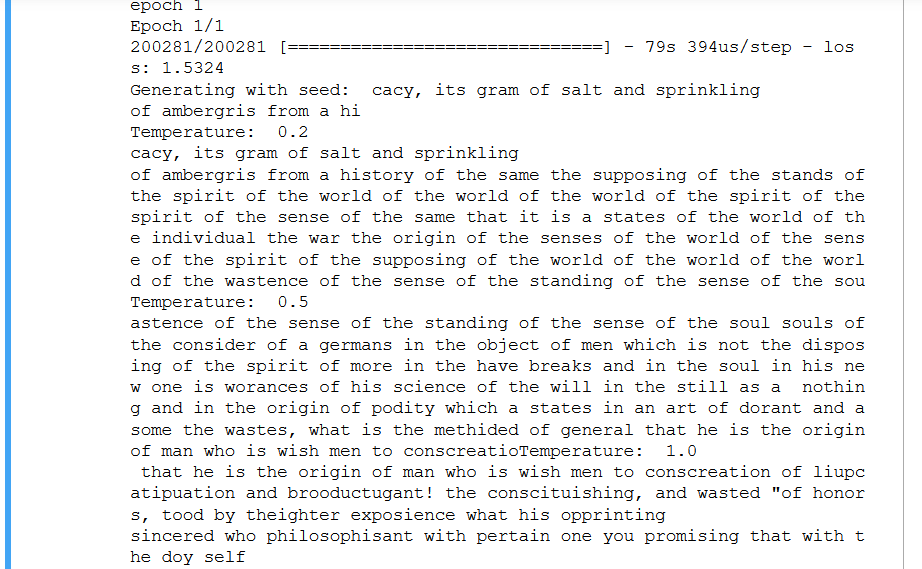 epoch 1
Epoch 1/1
200281/200281 [==============================] - 79s 394us/step - los
s: 1.5324
Generating with seed:  cacy, its gram of salt and sprinkling
of ambergris from a hi
Temperature:  0.2
cacy, its gram of salt and sprinkling
of ambergris from a history of the same the supposing of the stands of
the spirit of the world of the world of the world of the spirit of the
spirit of the sense of the same that it is a states of the world of th
e individual the war the origin of the senses of the world of the sens
e of the spirit of the supposing of the world of the world of the worl
d of the wastence of the sense of the standing of the sense of the sou
Temperature:  0.5
astence of the sense of the standing of the sense of the soul souls of
the consider of a germans in the object of men which is not the dispos
ing of the spirit of more in the have breaks and in the soul in his ne
w one is worances of his science of the will in the still as a  nothin
g and in the origin of podity which a states in an art of dorant and a
some the wastes, what is the methided of general that he is the origin
of man who is wish men to conscreatioTemperature:  1.0
 that he is the origin of man who is wish men to conscreation of liupc
atipuation and brooductugant! the conscituishing, and wasted "of honor
s, tood by theighter exposience what his opprinting
sincered who philosophisant with pertain one you promising that with t
he doy self